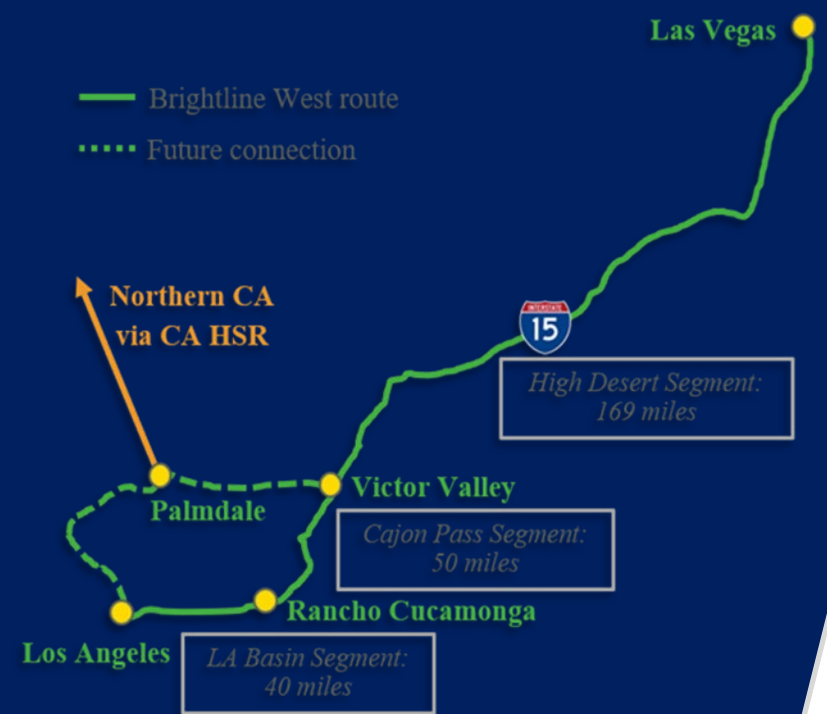 Las Vegas
Brightline West route
Future connection
Northern CA
via CA HSR
INTERSTATE
15
High Desert Segment:
169 miles
Victor Valley
Palmdale
Cajon Pass Segment:
50 miles
Rancho Cucamonga
Los Angeles
LA Basin Segment:
40 miles